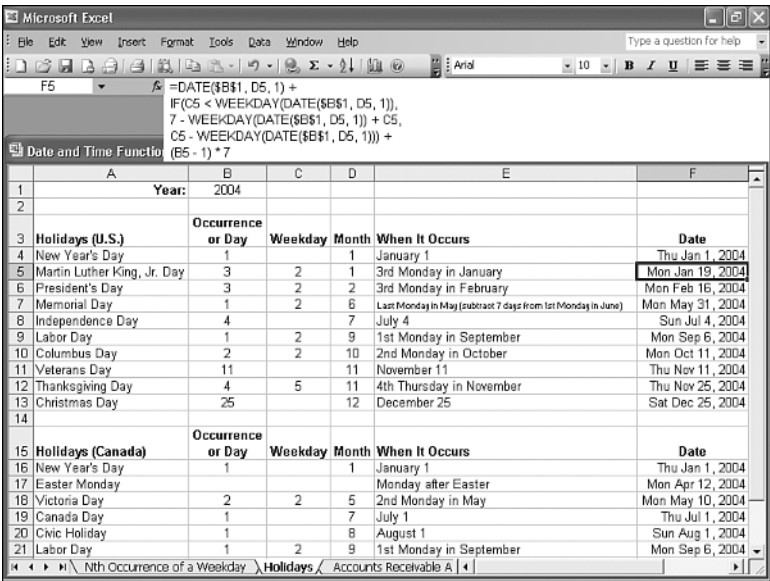 Microsoft Excel
File Edit View Insert Format Tools Data Window Help Type a question for help
Arial 10 B I U
F5 fx =DATE($B$1, D5, 1) +
IF(C5 < WEEKDAY(DATE($B$1, D5, 1)),
7 - WEEKDAY(DATE($B$1, D5, 1)) + C5,
C5 - WEEKDAY(DATE($B$1, D5, 1))) +
(B5 - 1) * 7
Date and Time Functio
A B C D E F
1 Year: 2004
2
Occurrence
3 Holidays (U.S.) or Day Weekday Month When It Occurs Date
4 New Year's Day 1 1 January 1 Thu Jan 1, 2004
5 Martin Luther King, Jr. Day 3 2 1 3rd Monday in January Mon Jan 19, 2004
6 President's Day 3 2 2 3rd Monday in February Mon Feb 16, 2004
7 Memorial Day 1 2 6 Last Monday in May (subtract 7 days from 1st Monday in June) Mon May 31, 2004
8 Independence Day 4 7 July 4 Sun Jul 4, 2004
9 Labor Day 1 2 9 1st Monday in September Mon Sep 6, 2004
10 Columbus Day 2 2 10 2nd Monday in October Mon Oct 11, 2004
11 Veterans Day 11 11 November 11 Thu Nov 11, 2004
12 Thanksgiving Day 4 5 11 4th Thursday in November Thu Nov 25, 2004
13 Christmas Day 25 12 December 25 Sat Dec 25, 2004
14
Occurrence
15 Holidays (Canada) or Day Weekday Month When It Occurs Date
16 New Year's Day 1 1 January 1 Thu Jan 1, 2004
17 Easter Monday Monday after Easter Mon Apr 12, 2004
18 Victoria Day 2 2 5 2nd Monday in May Mon May 10, 2004
19 Canada Day 1 7 July 1 Thu Jul 1, 2004
20 Civic Holiday 1 8 August 1 Sun Aug 1, 2004
21 Labor Day 1 2 9 1st Monday in September Mon Sep 6, 2004
Nth Occurrence of a Weekday Holidays Accounts Receivable A